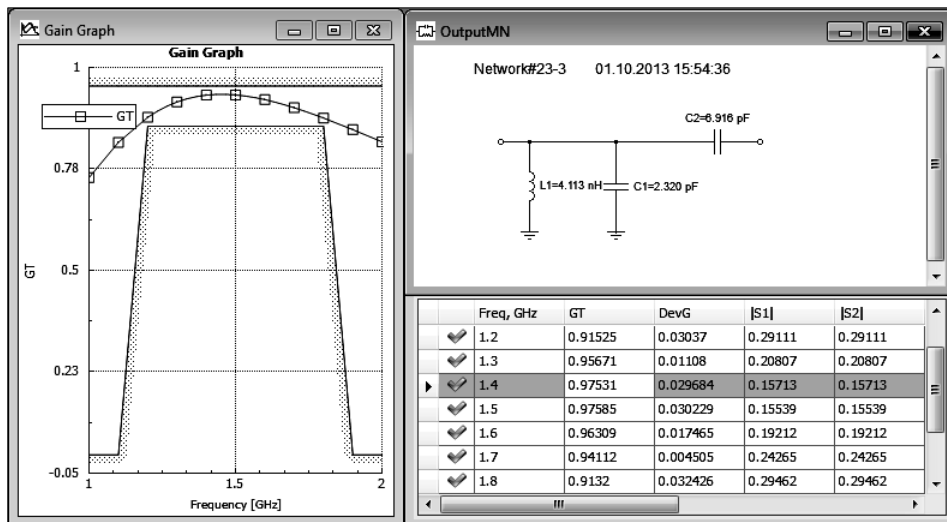 Gain Graph
Gain Graph
1
GT
0.78
0.5
0.23
-0.05
GT
1
1.5
2
Frequency [GHz]
OutputMN
Network#23-3 01.10.2013 15:54:36
C2=6.916 pF
L1=4.113 nH
C1=2.320 pF
Freq, GHz GT DevG |S1| |S2|
1.2 0.91525 0.03037 0.29111 0.29111
1.3 0.95671 0.01108 0.20807 0.20807
1.4 0.97531 0.029684 0.15713 0.15713
1.5 0.97585 0.030229 0.15539 0.15539
1.6 0.96309 0.017465 0.19212 0.19212
1.7 0.94112 0.004505 0.24265 0.24265
1.8 0.9132 0.032426 0.29462 0.29462